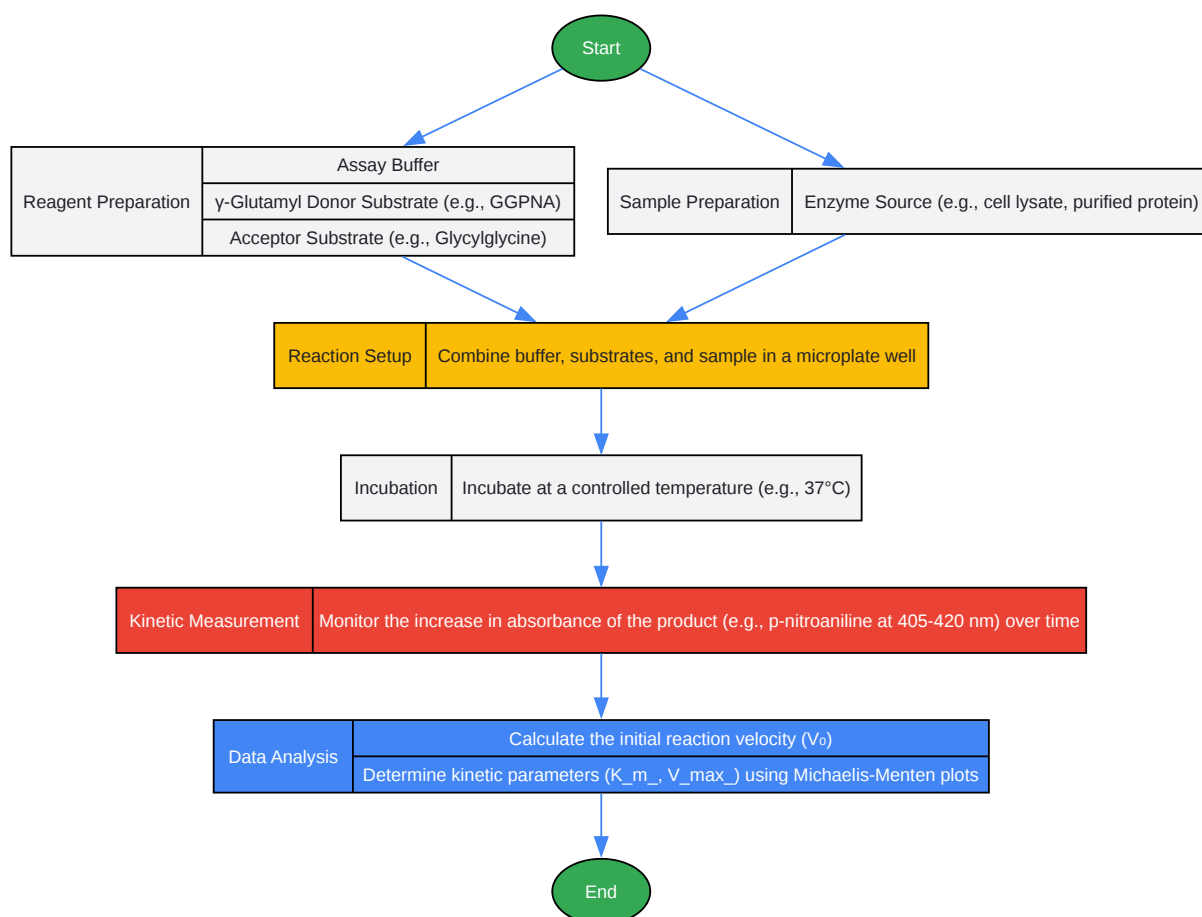 Start
Reagent Preparation
Assay Buffer
γ-Glutamyl Donor Substrate (e.g., GGPNA)
Acceptor Substrate (e.g., Glycylglycine)
Sample Preparation
Enzyme Source (e.g., cell lysate, purified protein)
Reaction Setup
Combine buffer, substrates, and sample in a microplate well
Incubation
Incubate at a controlled temperature (e.g., 37°C)
Kinetic Measurement
Monitor the increase in absorbance of the product (e.g., p-nitroaniline at 405-420 nm) over time
Data Analysis
Calculate the initial reaction velocity (V₀)
Determine kinetic parameters (K_m_, V_max_) using Michaelis-Menten plots
End